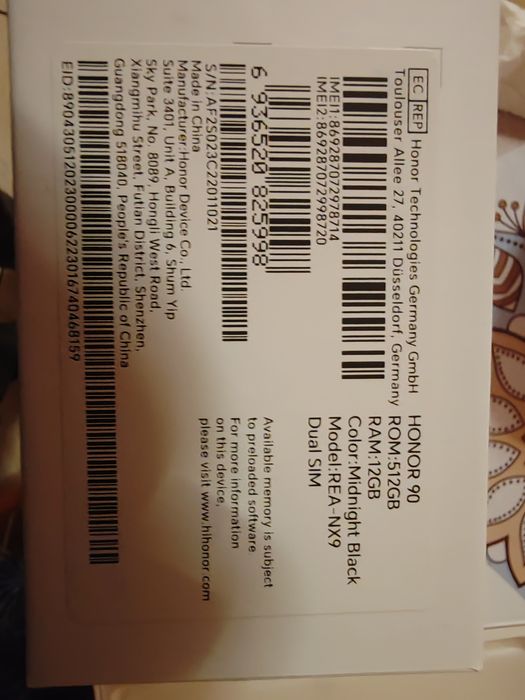 EC REP Honor Technologies Germany GmbH
Toulouser Allee 27, 40211 Düsseldorf, Germany
IMEI1:869287072978714
IMEI2:869287072998720
6 936520 825998
S/N:AF2S023C22011021
Made in China
Manufacturer:Honor Device Co., Ltd.
Suite 3401, Unit A, Building 6, Shum Yip
Sky Park, No. 8089, Hongli West Road,
Xiangmihu Street, Futian District, Shenzhen,
Guangdong 518040, People's Republic of China
EID:89043051202300006223016740468159
HONOR 90
ROM:512GB
RAM:12GB
Color:Midnight Black
Model:REA-NX9
Dual SIM
Available memory is subject
to preloaded software
For more information
on this device,
please visit www.hihonor.com